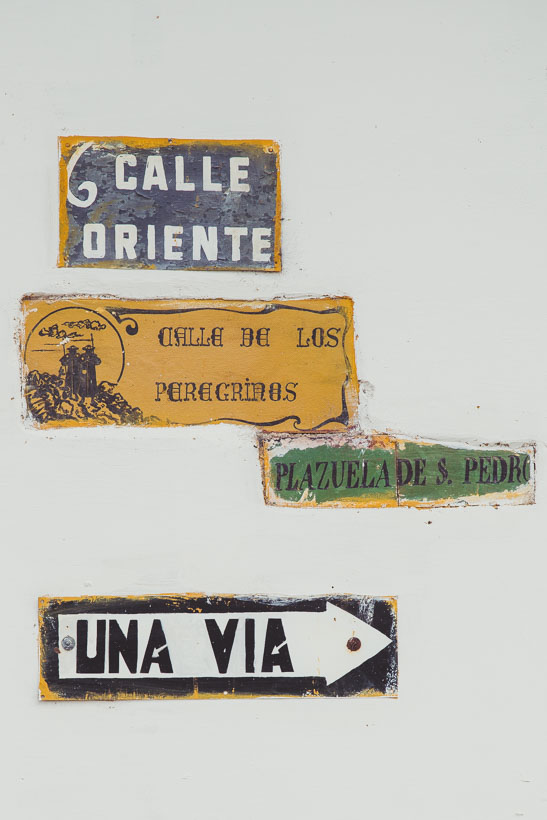 6 CALLE
ORIENTE
CALLE DE LOS
PEREGRINOS
PLAZUELA DE S. PEDRO
UNA VIA